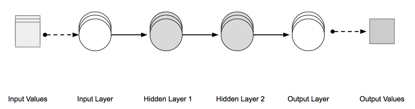 Input Values
Input Layer
Hidden Layer 1
Hidden Layer 2
Output Layer
Output Values